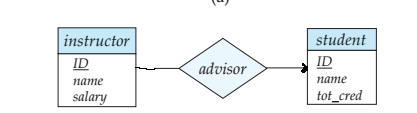 (a)
instructor
ID
name
salary
advisor
student
ID
name
tot_cred